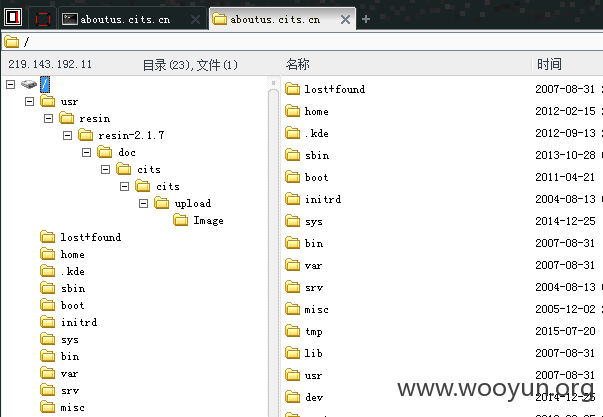 aboutus.cits.cn
aboutus.cits.cn
/
219.143.192.11
目录(23),文件(1)
名称
时间
/
usr
resin
resin-2.1.7
doc
cits
cits
upload
Image
lost+found
home
.kde
sbin
boot
initrd
sys
bin
var
srv
misc
lost+found 2007-08-31
home 2012-02-15
.kde 2012-09-13
sbin 2013-10-28
boot 2011-04-21
initrd 2004-08-13
sys 2014-12-25
bin 2007-08-31
var 2007-08-31
srv 2004-08-13
misc 2005-12-02
tmp 2015-07-20
lib 2007-08-31
usr 2007-08-31
dev 2014-12-25
www.wooyun.org